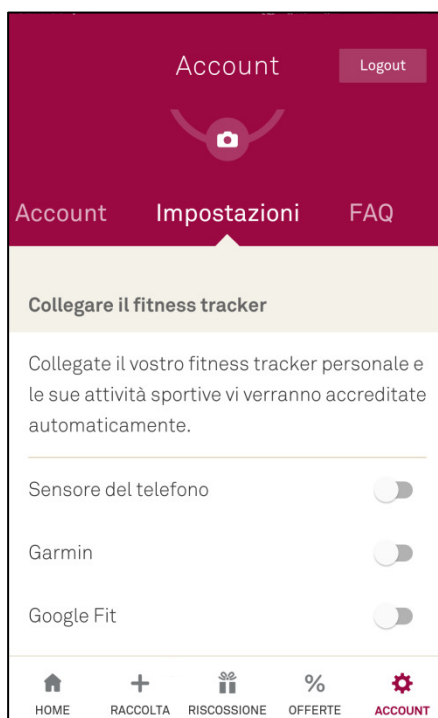 Account
Logout
Account Impostazioni FAQ
Collegare il fitness tracker
Collegate il vostro fitness tracker personale e
le sue attività sportive vi verranno accreditate
automaticamente.
Sensore del telefono
Garmin
Google Fit
HOME RACCOLTA RISCOSSIONE OFFERTE ACCOUNT